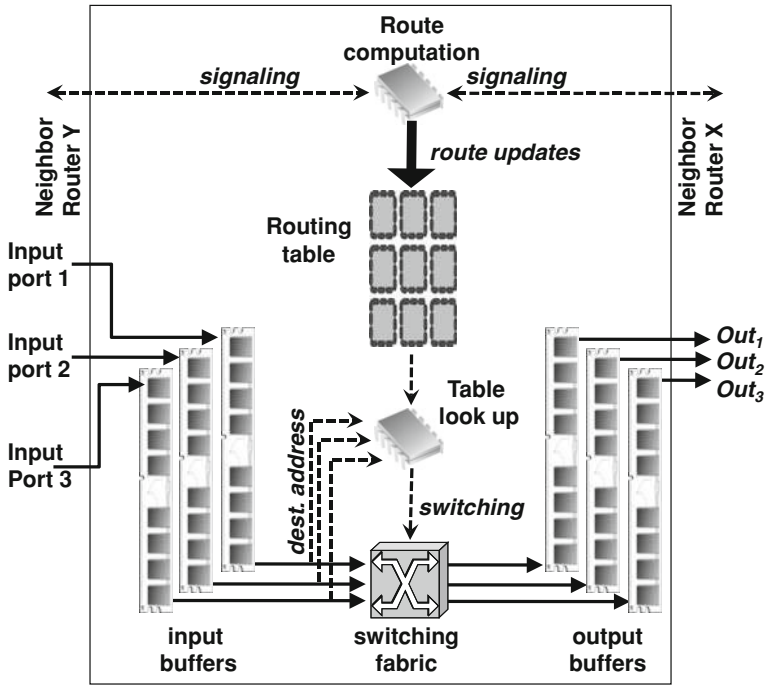 Route
computation
signaling
signaling
Neighbor
Router Y
Neighbor
Router X
route updates
Routing
table
Input
port 1
Input
port 2
Input
Port 3
Out1
Out2
Out3
Table
look up
dest. address
switching
input
buffers
switching
fabric
output
buffers